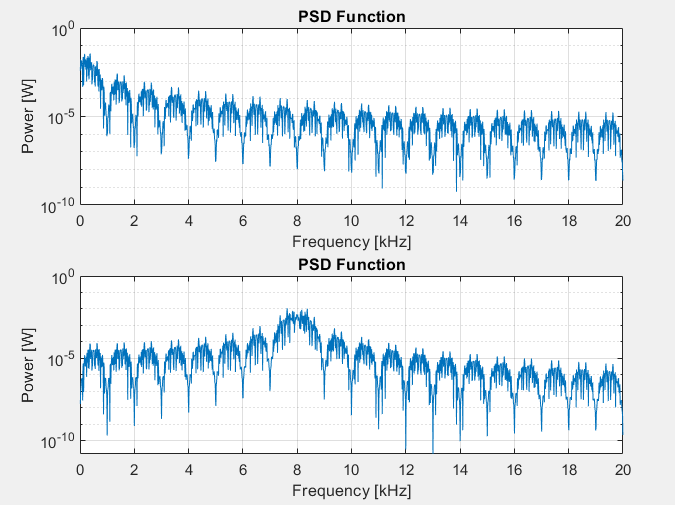 PSD Function
10^0
10^-5
10^-10
Power [W]
0 2 4 6 8 10 12 14 16 18 20
Frequency [kHz]
PSD Function
10^0
10^-5
10^-10
Power [W]
0 2 4 6 8 10 12 14 16 18 20
Frequency [kHz]